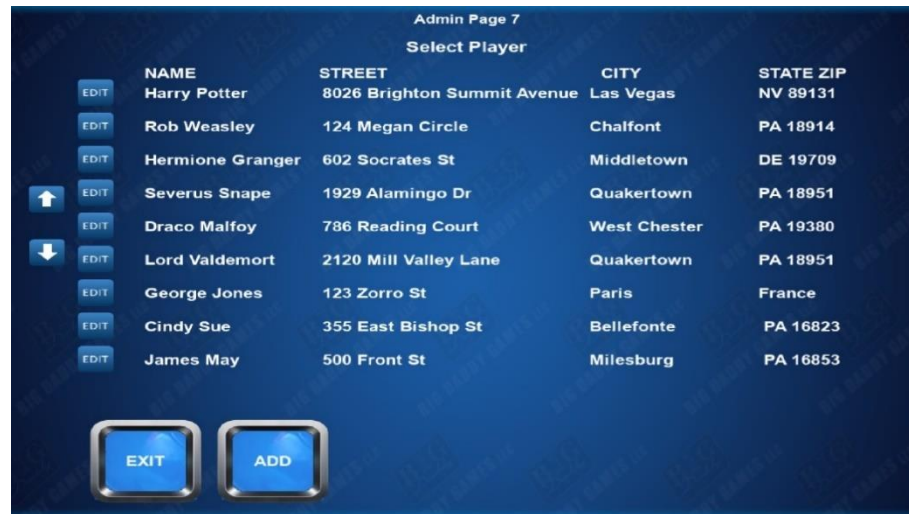 Admin Page 7
Select Player
NAME STREET CITY STATE ZIP
EDIT Harry Potter 8026 Brighton Summit Avenue Las Vegas NV 89131
EDIT Rob Weasley 124 Megan Circle Chalfont PA 18914
EDIT Hermione Granger 602 Socrates St Middletown DE 19709
EDIT Severus Snape 1929 Alamingo Dr Quakertown PA 18951
EDIT Draco Malfoy 786 Reading Court West Chester PA 19380
EDIT Lord Valdemort 2120 Mill Valley Lane Quakertown PA 18951
EDIT George Jones 123 Zorro St Paris France
EDIT Cindy Sue 355 East Bishop St Bellefonte PA 16823
EDIT James May 500 Front St Milesburg PA 16853
EXIT ADD